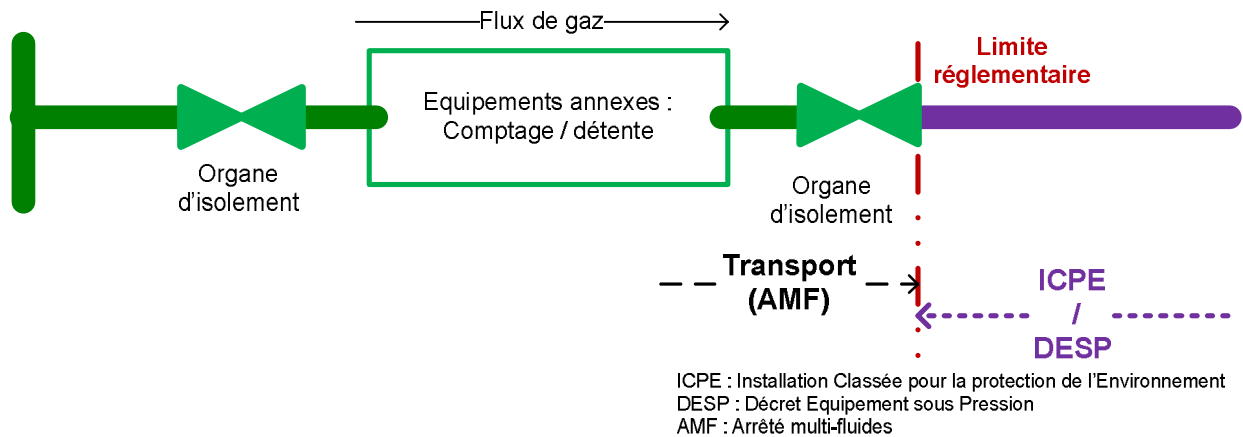 Flux de gaz
Limite
réglementaire
Equipements annexes :
Comptage / détente
Organe
d'isolement
Organe
d'isolement
Transport
(AMF)
ICPE
/
DESP
ICPE : Installation Classée pour la protection de l'Environnement
DESP : Décret Equipement sous Pression
AMF : Arrêté multi-fluides